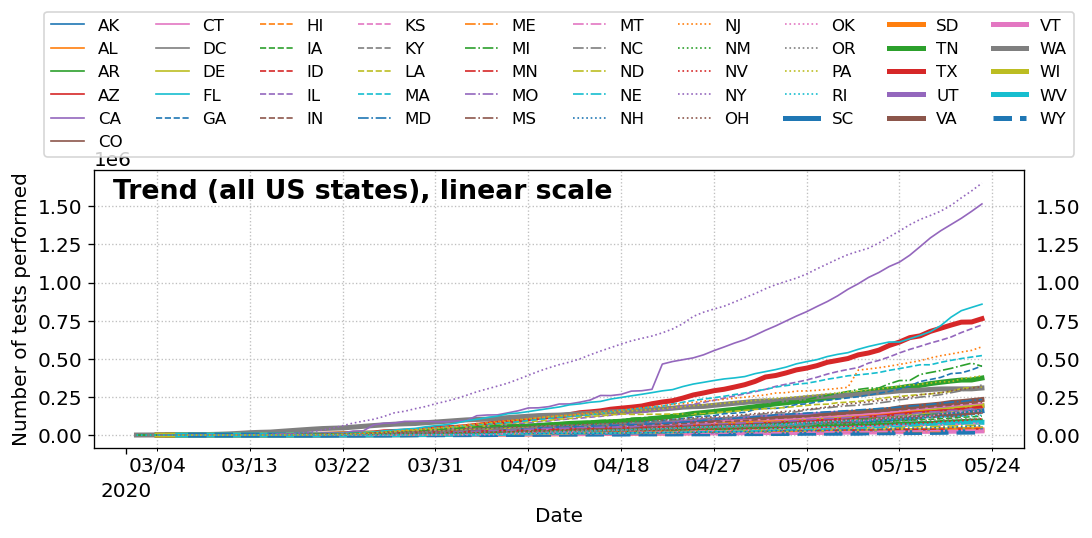 AK CT HI KS ME MT NJ OK SD VT
AL DC IA KY MI NC NM OR TN WA
AR DE ID LA MN ND NV PA TX WI
AZ FL IL MA MO NE NY RI UT WV
CA GA IN MD MS NH OH SC VA WY
CO
1e6
Trend (all US states), linear scale
Number of tests performed
1.50 1.50
1.25 1.25
1.00 1.00
0.75 0.75
0.50 0.50
0.25 0.25
0.00 0.00
03/04 03/13 03/22 03/31 04/09 04/18 04/27 05/06 05/15 05/24
2020
Date